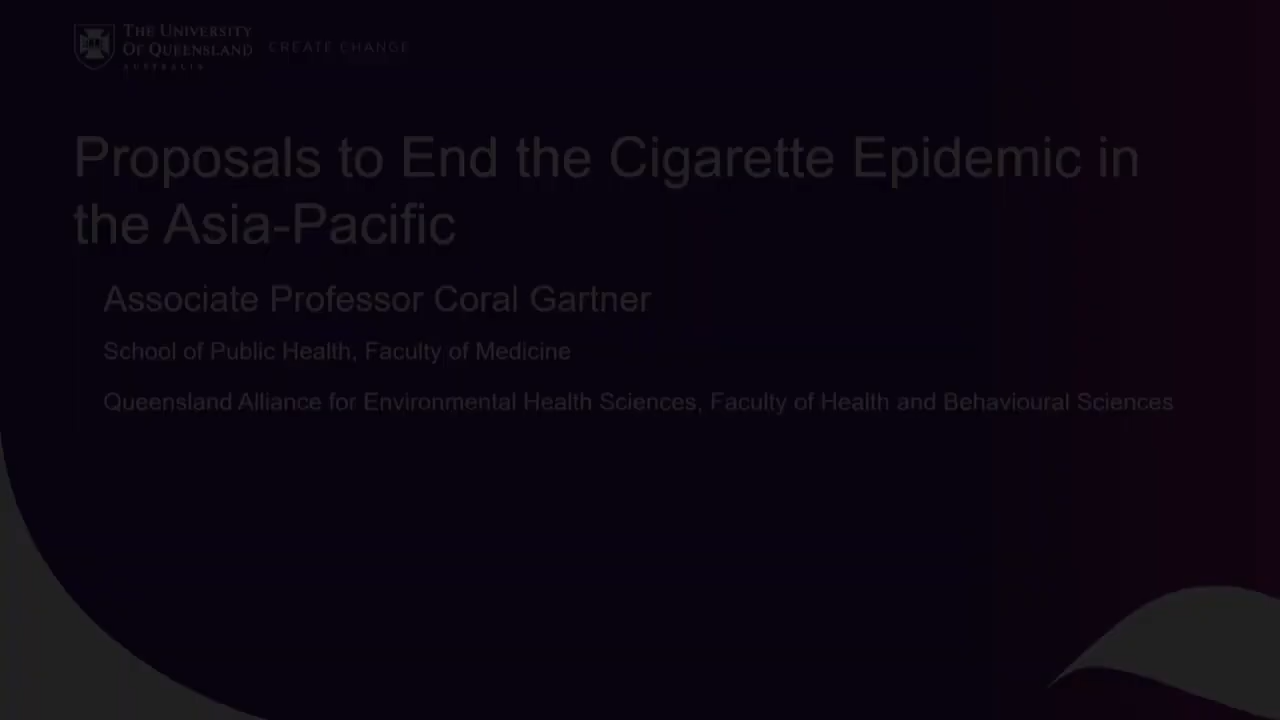 THE UNIVERSITY
OF QUEENSLAND
AUSTRALIA
CREATE CHANGE
Proposals to End the Cigarette Epidemic in
the Asia-Pacific
Associate Professor Coral Gartner
School of Public Health, Faculty of Medicine
Queensland Alliance for Environmental Health Sciences, Faculty of Health and Behavioural Sciences